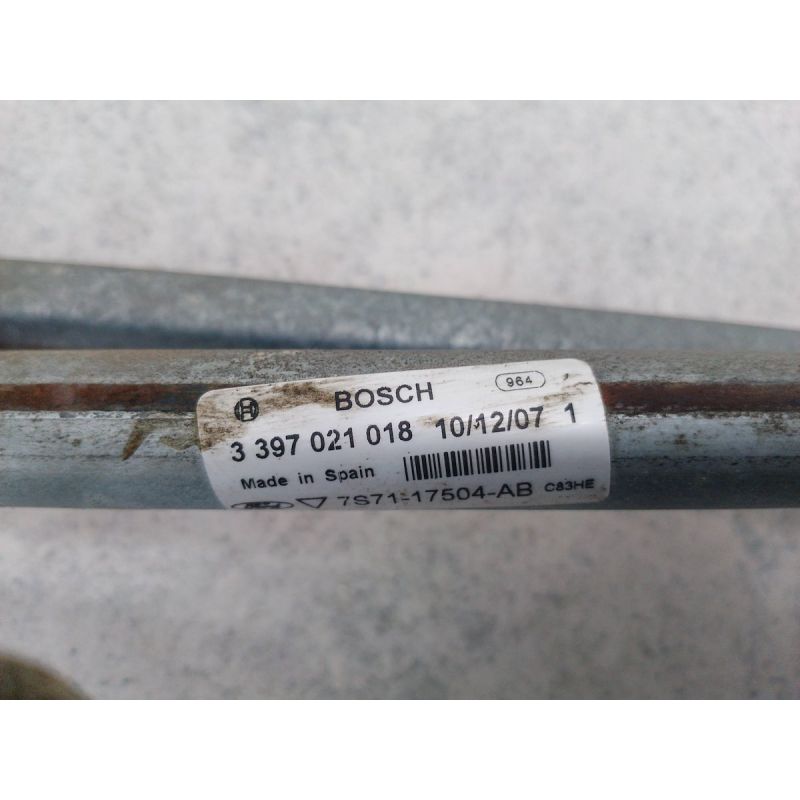 BOSCH 964
3 397 021 018 10/12/07 1
Made in Spain
7S71-17504-AB C83HE